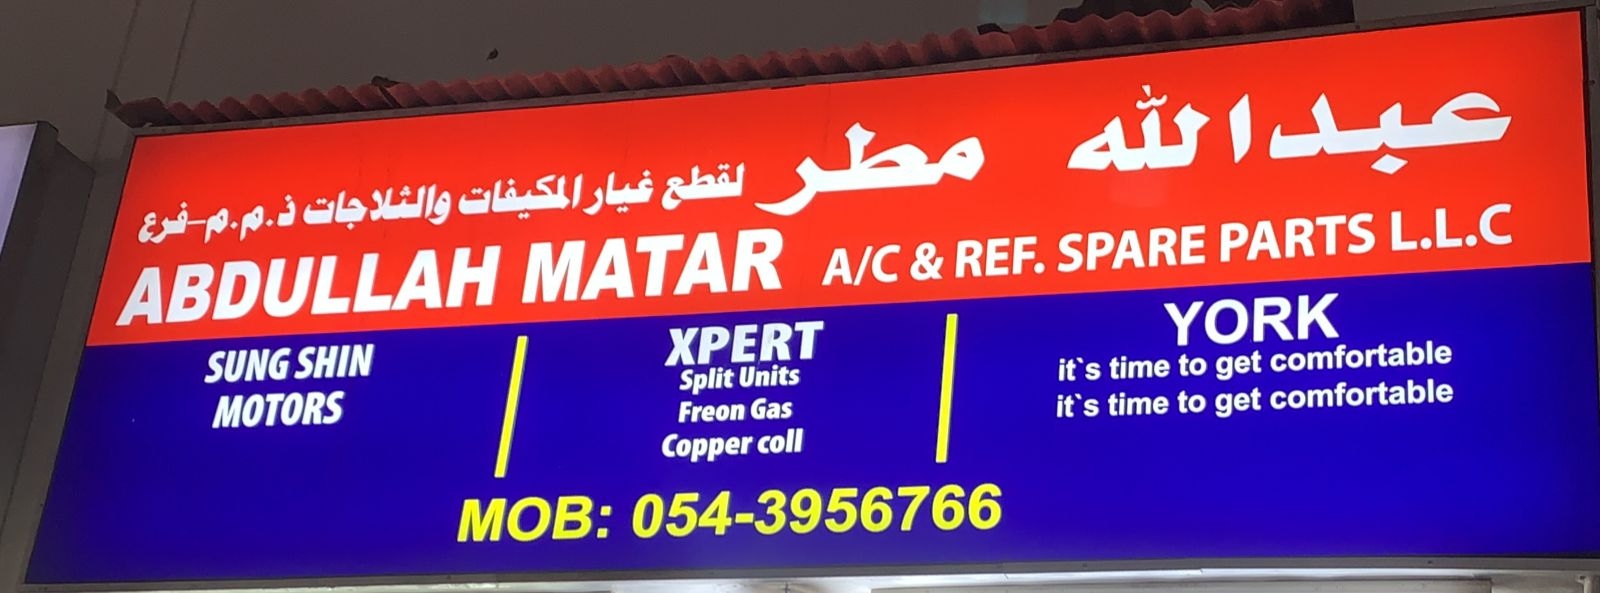 عبدالله مطر لقطع غيار المكيفات والثلاجات ذ.م.م-فرع
ABDULLAH MATAR A/C & REF. SPARE PARTS L.L.C
SUNG SHIN
MOTORS
XPERT
Split Units
Freon Gas
Copper coll
YORK
it`s time to get comfortable
it`s time to get comfortable
MOB: 054-3956766